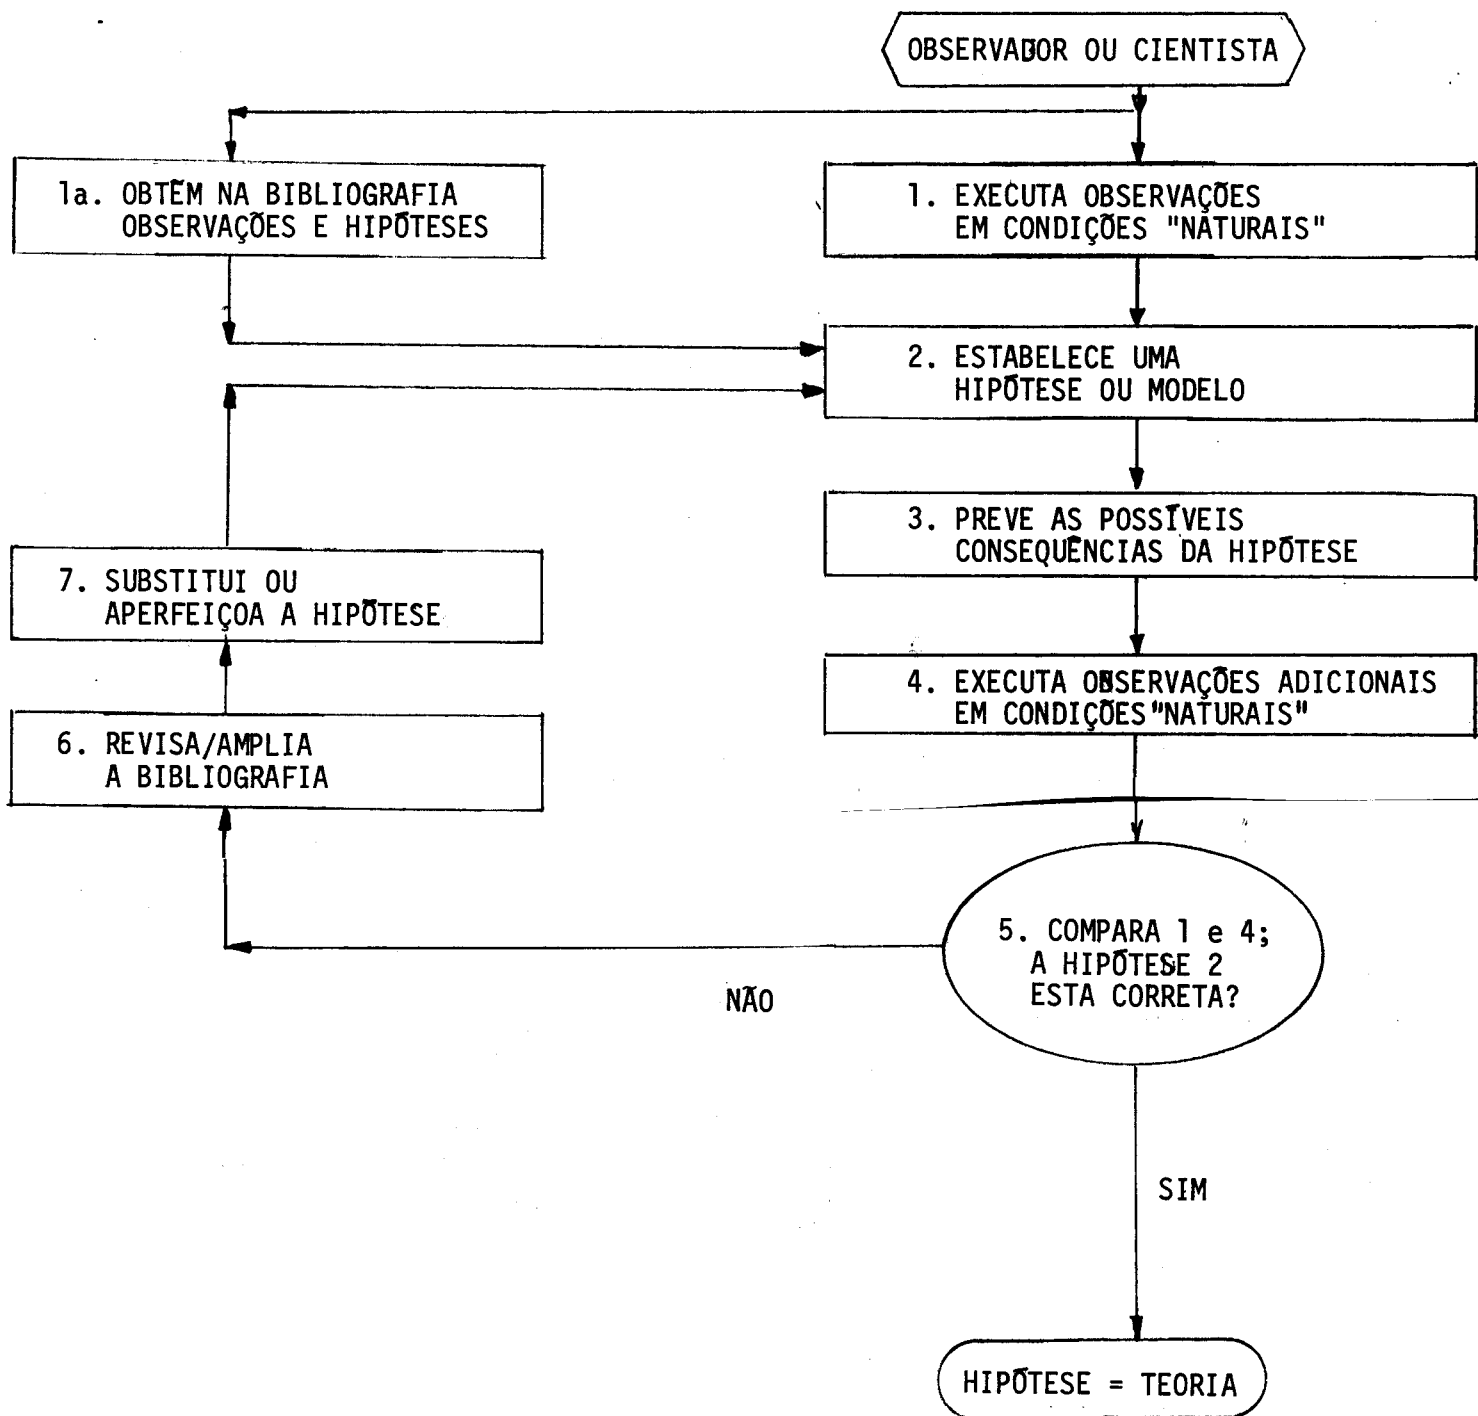 OBSERVADOR OU CIENTISTA
1a. OBTÊM NA BIBLIOGRAFIA
OBSERVAÇÕES E HIPÓTESES
1. EXECUTA OBSERVAÇÕES
EM CONDIÇÕES "NATURAIS"
2. ESTABELECE UMA
HIPÓTESE OU MODELO
3. PREVE AS POSSÍVEIS
CONSEQUÊNCIAS DA HIPÓTESE
4. EXECUTA OBSERVAÇÕES ADICIONAIS
EM CONDIÇÕES "NATURAIS"
5. COMPARA 1 e 4;
A HIPÓTESE 2
ESTA CORRETA?
NÃO
6. REVISA/AMPLIA
A BIBLIOGRAFIA
7. SUBSTITUI OU
APERFEIÇOA A HIPÓTESE
SIM
HIPÓTESE = TEORIA